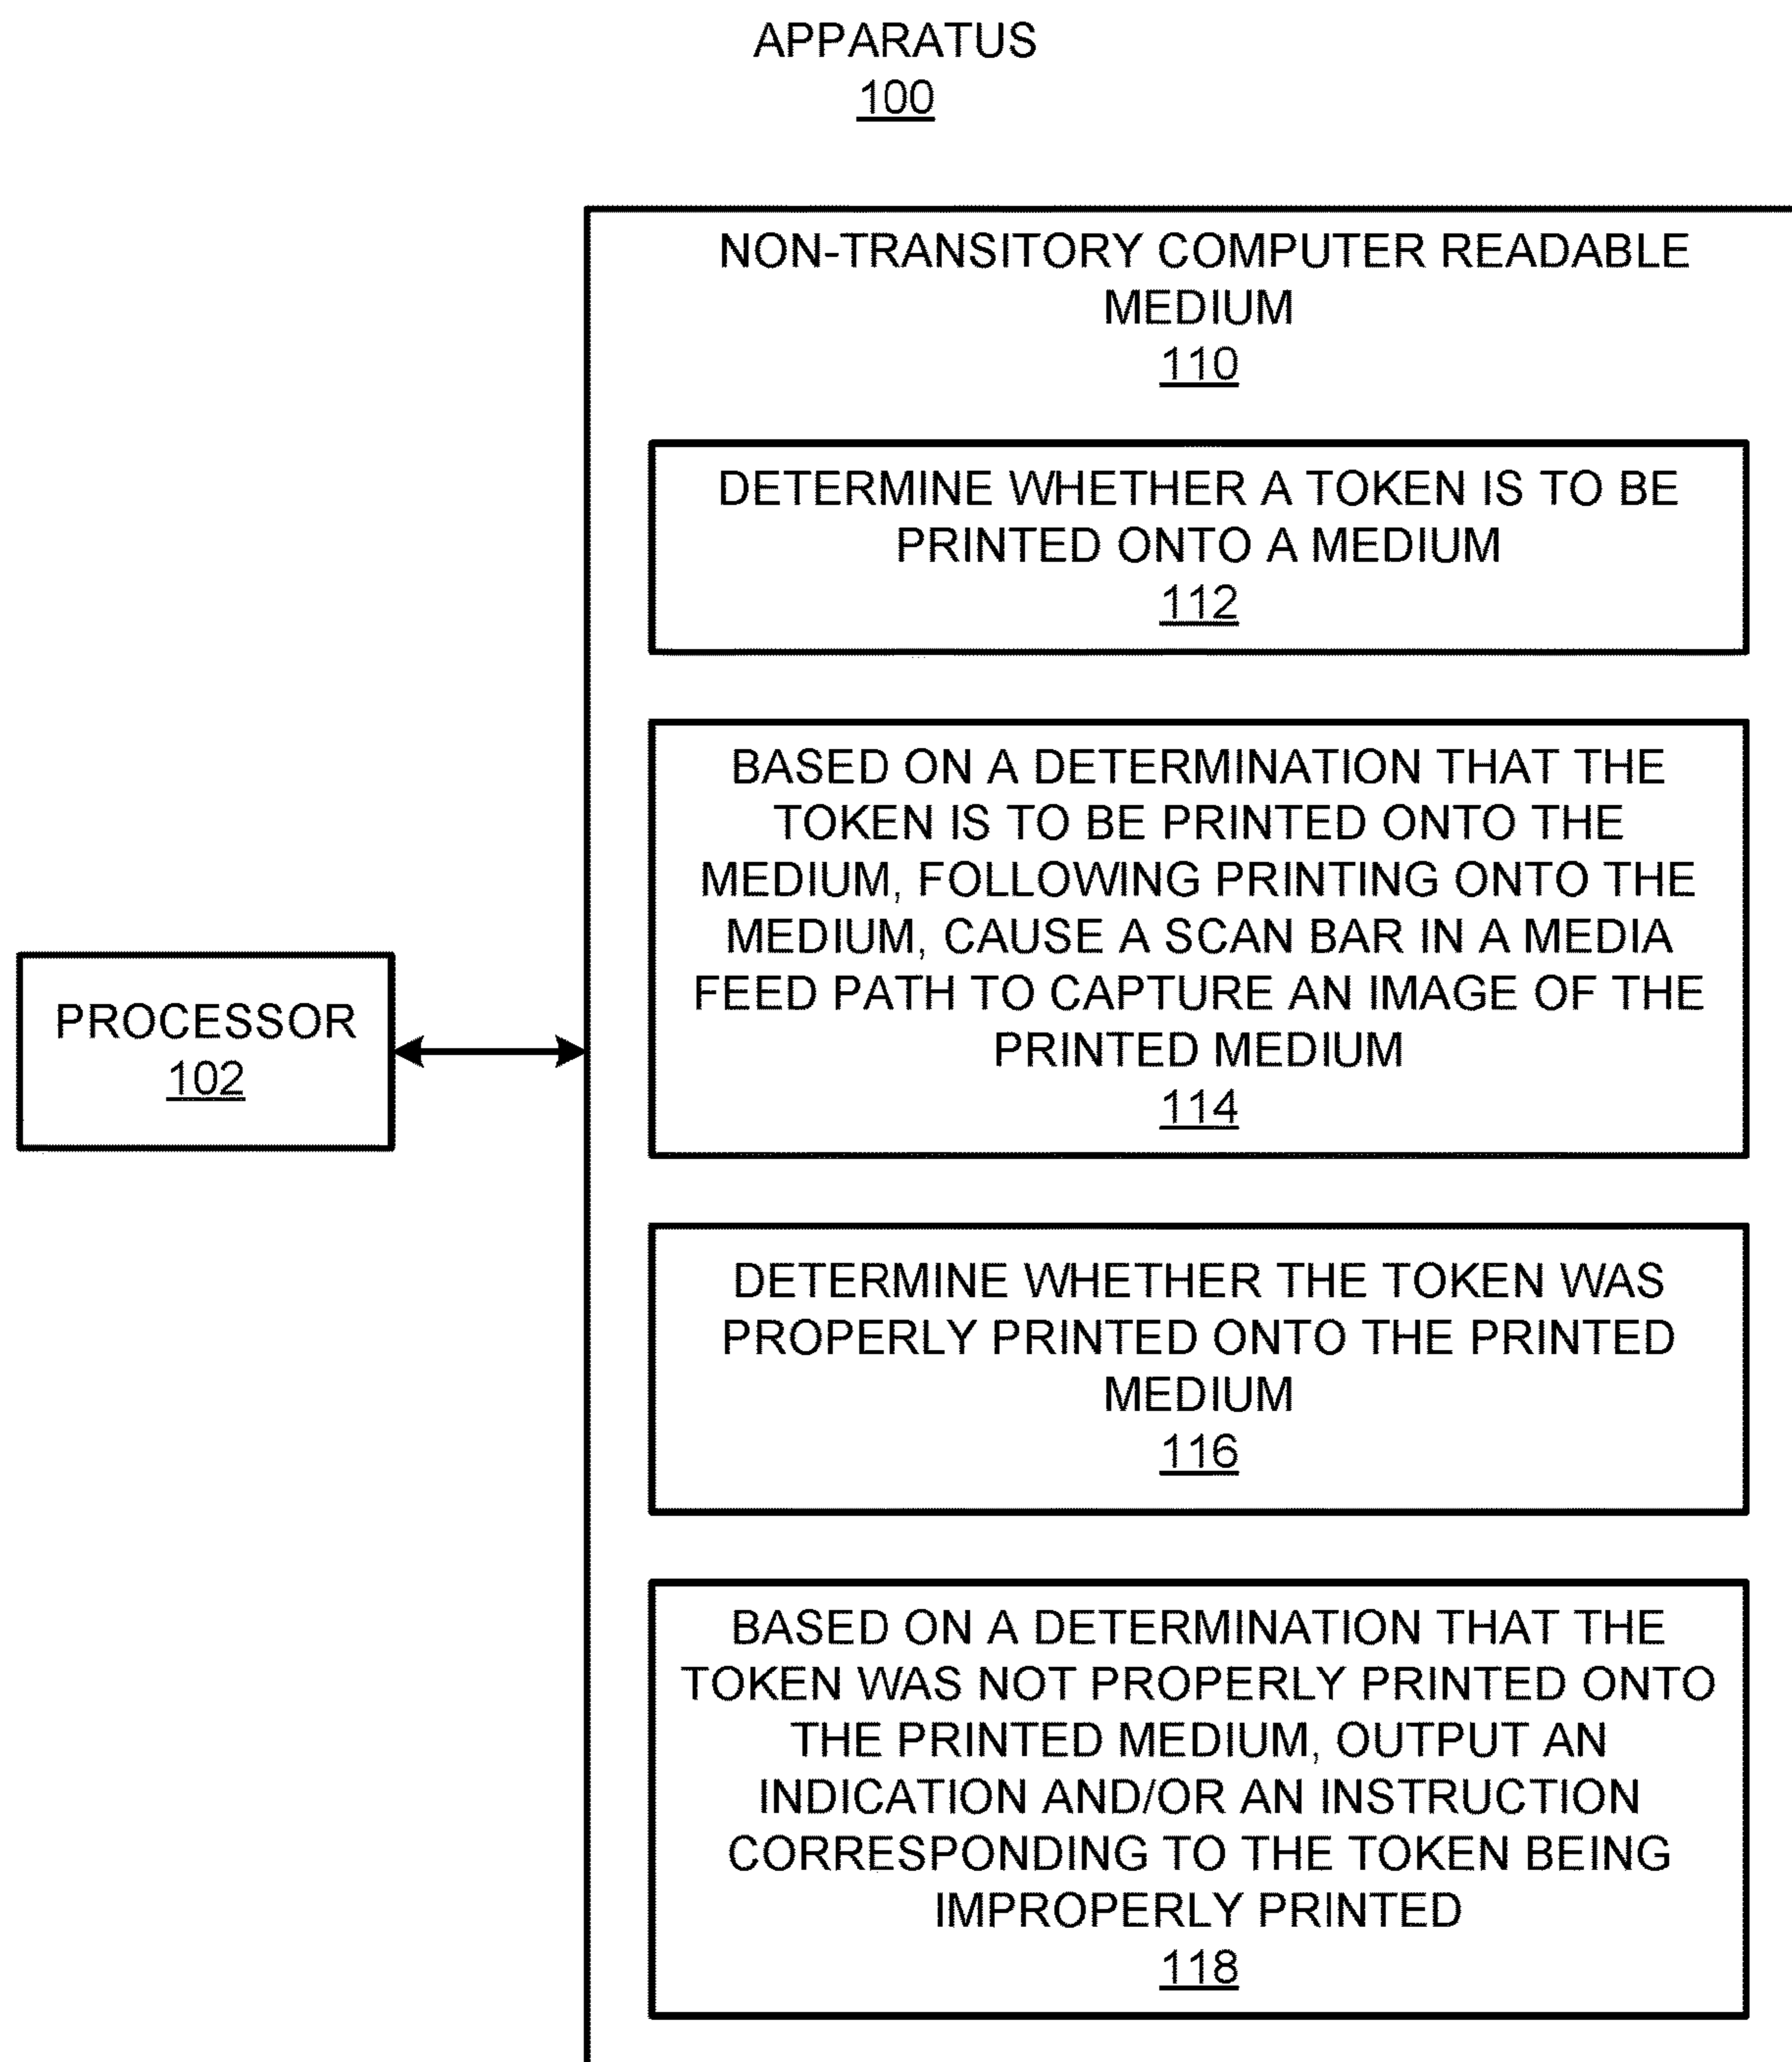 APPARATUS
100
NON-TRANSITORY COMPUTER READABLE
MEDIUM
110
DETERMINE WHETHER A TOKEN IS TO BE
PRINTED ONTO A MEDIUM
112
BASED ON A DETERMINATION THAT THE
TOKEN IS TO BE PRINTED ONTO THE
MEDIUM, FOLLOWING PRINTING ONTO THE
MEDIUM, CAUSE A SCAN BAR IN A MEDIA
FEED PATH TO CAPTURE AN IMAGE OF THE
PRINTED MEDIUM
114
PROCESSOR
102
DETERMINE WHETHER THE TOKEN WAS
PROPERLY PRINTED ONTO THE PRINTED
MEDIUM
116
BASED ON A DETERMINATION THAT THE
TOKEN WAS NOT PROPERLY PRINTED ONTO
THE PRINTED MEDIUM, OUTPUT AN
INDICATION AND/OR AN INSTRUCTION
CORRESPONDING TO THE TOKEN BEING
IMPROPERLY PRINTED
118